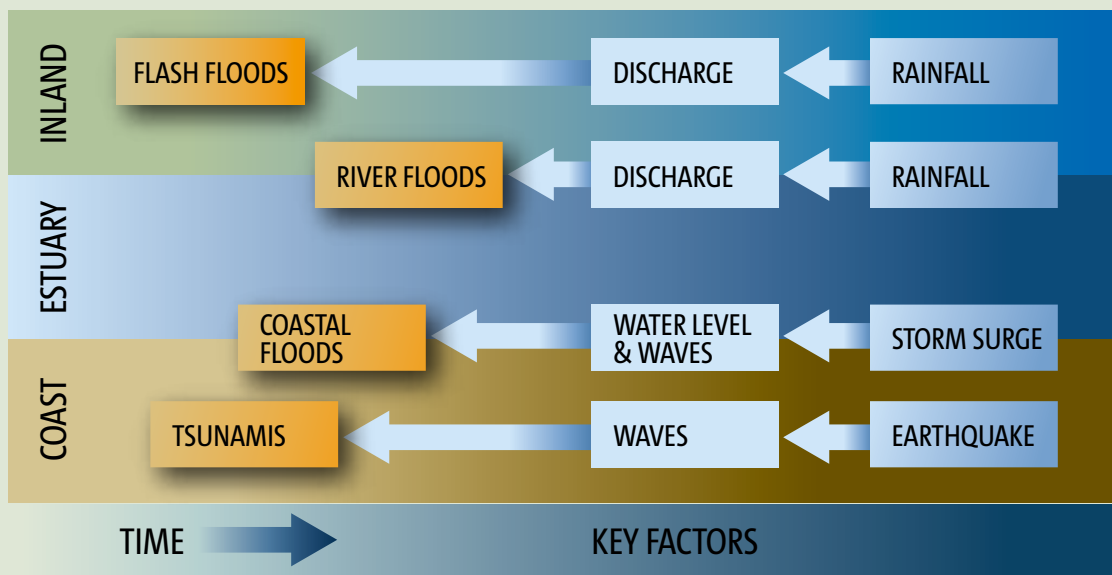 INLAND
FLASH FLOODS
DISCHARGE
RAINFALL
RIVER FLOODS
DISCHARGE
RAINFALL
ESTUARY
COASTAL
FLOODS
WATER LEVEL
& WAVES
STORM SURGE
COAST
TSUNAMIS
WAVES
EARTHQUAKE
TIME
KEY FACTORS